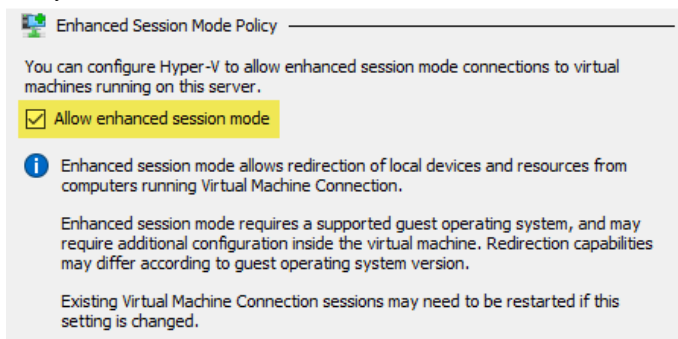 Enhanced Session Mode Policy
You can configure Hyper-V to allow enhanced session mode connections to virtual
machines running on this server.
Allow enhanced session mode
Enhanced session mode allows redirection of local devices and resources from
computers running Virtual Machine Connection.
Enhanced session mode requires a supported guest operating system, and may
require additional configuration inside the virtual machine. Redirection capabilities
may differ according to guest operating system version.
Existing Virtual Machine Connection sessions may need to be restarted if this
setting is changed.